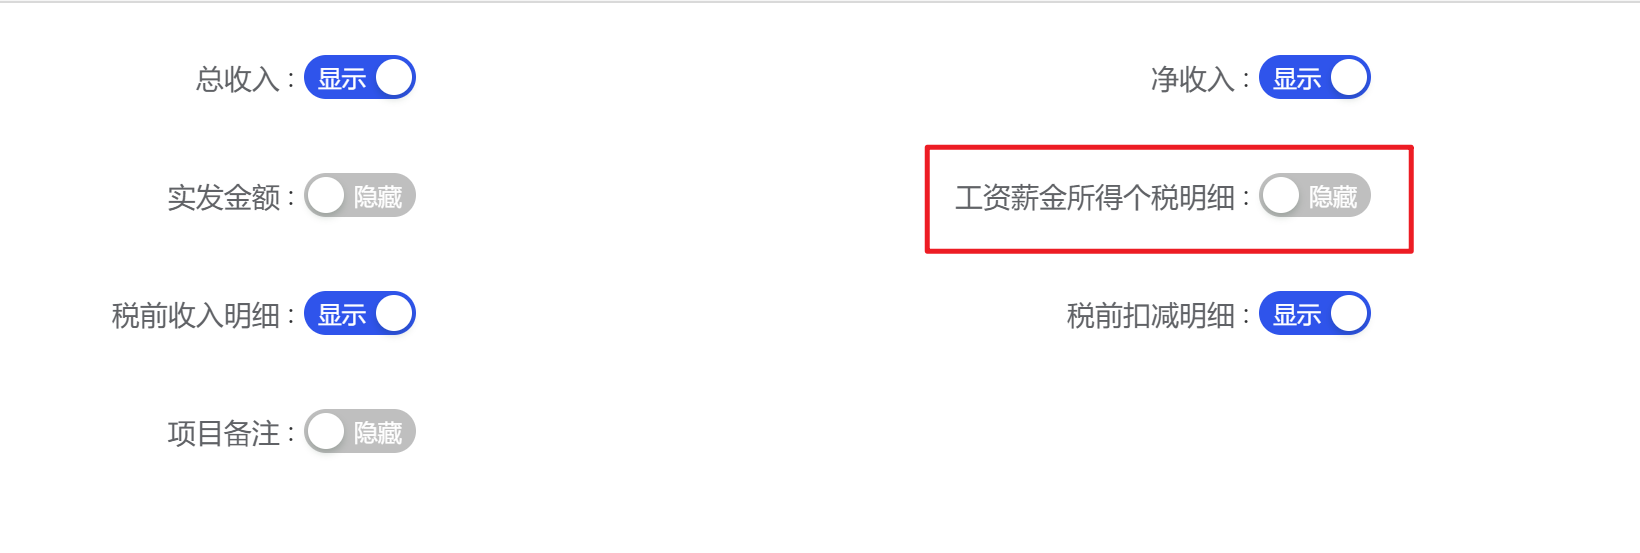 总收入： 显示 净收入： 显示
实发金额： 隐藏 工资薪金所得个税明细： 隐藏
税前收入明细： 显示 税前扣减明细： 显示
项目备注： 隐藏